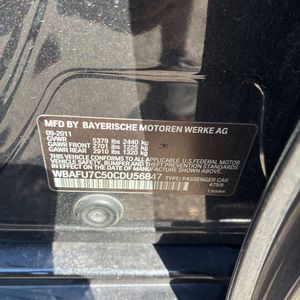 MFD BY BAYERISCHE MOTOREN WERKE AG
09-2011
GVWR 5379 lbs 2440 kg
GAWR FRONT 2701 lbs 1225 kg
GAWR REAR 2910 lbs 1320 kg
THIS VEHICLE CONFORMS TO ALL APPLICABLE U.S. FEDERAL MOTOR
VEHICLE SAFETY, BUMPER AND THEFT PREVENTION STANDARDS
IN EFFECT ON THE DATE OF MANUFACTURE SHOWN ABOVE.
WBAFU7C50CDU56847 TYPE: PASSENGER CAR